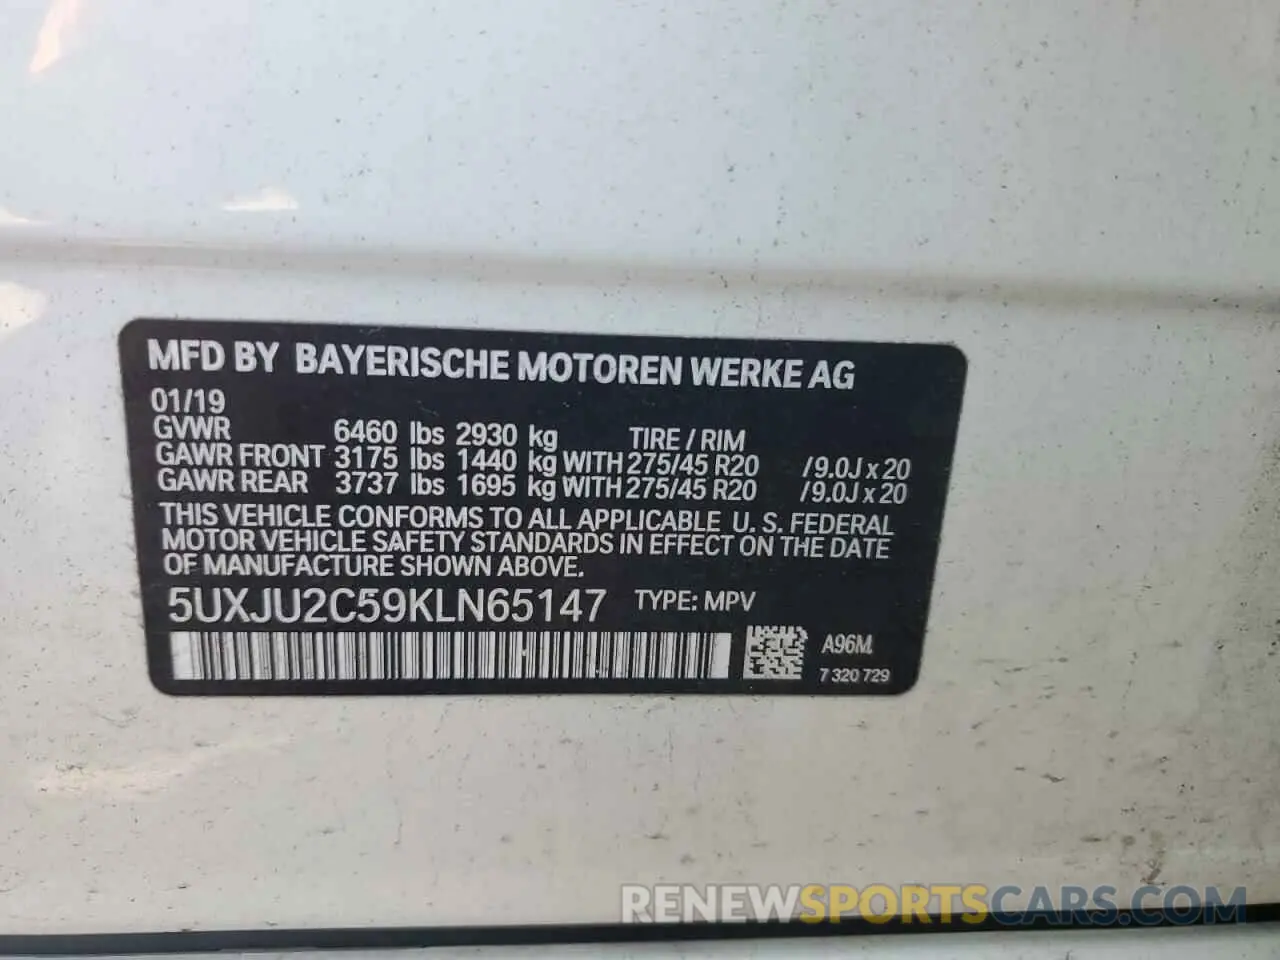 MFD BY BAYERISCHE MOTOREN WERKE AG
01/19
GVWR 6460 lbs 2930 kg TIRE / RIM
GAWR FRONT 3175 lbs 1440 kg WITH 275/45 R20 /9.0J x 20
GAWR REAR 3737 lbs 1695 kg WITH 275/45 R20 /9.0J x 20
THIS VEHICLE CONFORMS TO ALL APPLICABLE U. S. FEDERAL
MOTOR VEHICLE SAFETY STANDARDS IN EFFECT ON THE DATE
OF MANUFACTURE SHOWN ABOVE.
5UXJU2C59KLN65147 TYPE: MPV
A96M
7 320 729
RENEWSPORTSCARS.COM